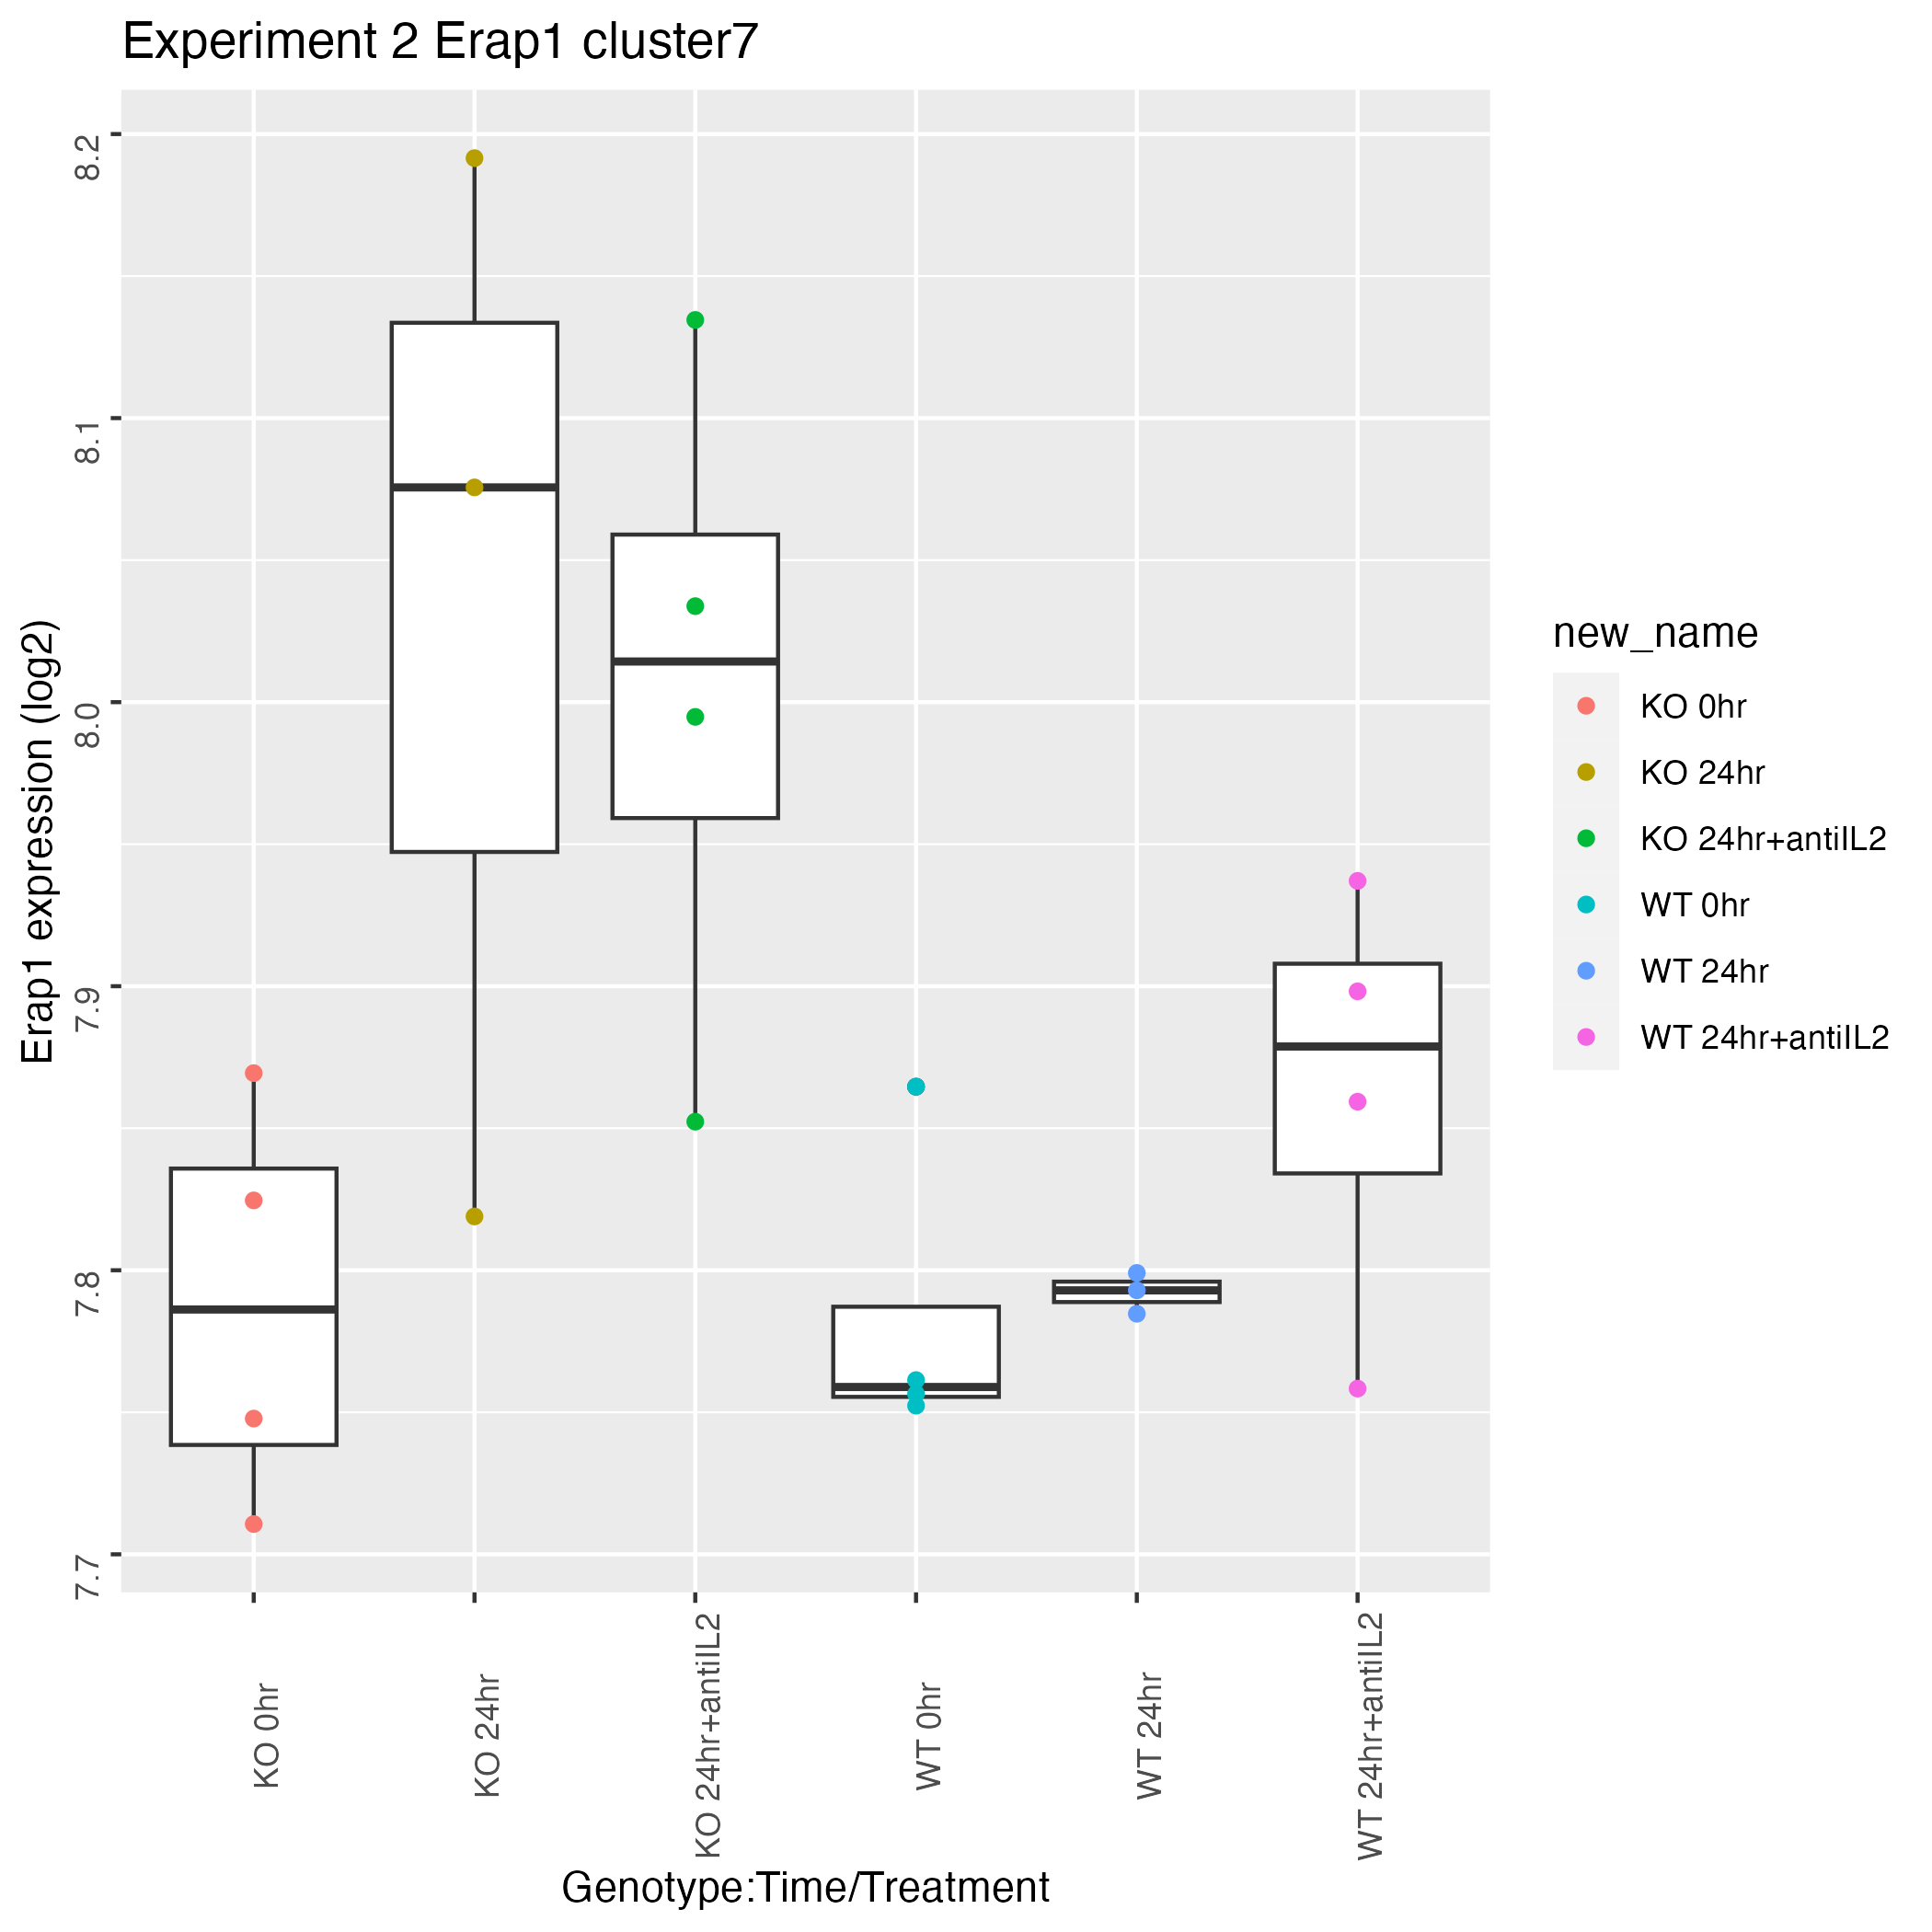 Experiment 2 Erap1 cluster7
Erap1 expression (log2)
8.2
8.1
8.0
7.9
7.8
7.7
KO 0hr
KO 24hr
KO 24hr+antiIL2
WT 0hr
WT 24hr
WT 24hr+antiIL2
Genotype:Time/Treatment
new_name
KO 0hr
KO 24hr
KO 24hr+antiIL2
WT 0hr
WT 24hr
WT 24hr+antiIL2